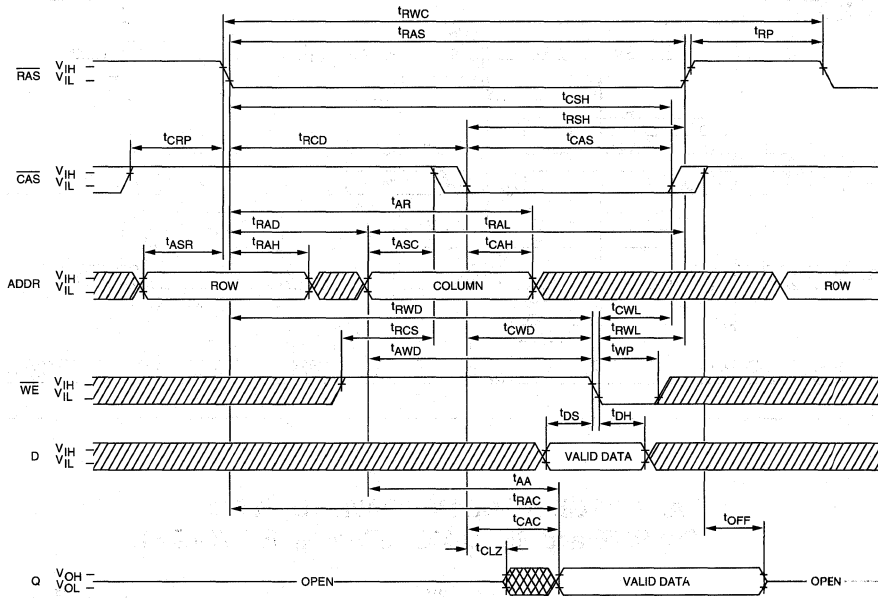 tRWC
tRAS
tRP
RAS
VIH
VIL
tCSH
tRSH
tCRP
tRCD
tCAS
CAS
VIH
VIL
tAR
tRAD
tRAL
tASR
tRAH
tASC
tCAH
ADDR
VIH
VIL
ROW
COLUMN
ROW
tRWD
tCWL
tRCS
tCWD
tRWL
tAWD
tWP
WE
VIH
VIL
tDS
tDH
D
VIH
VIL
VALID DATA
tAA
tRAC
tCAC
tOFF
tCLZ
Q
VOH
VOL
OPEN
VALID DATA
OPEN